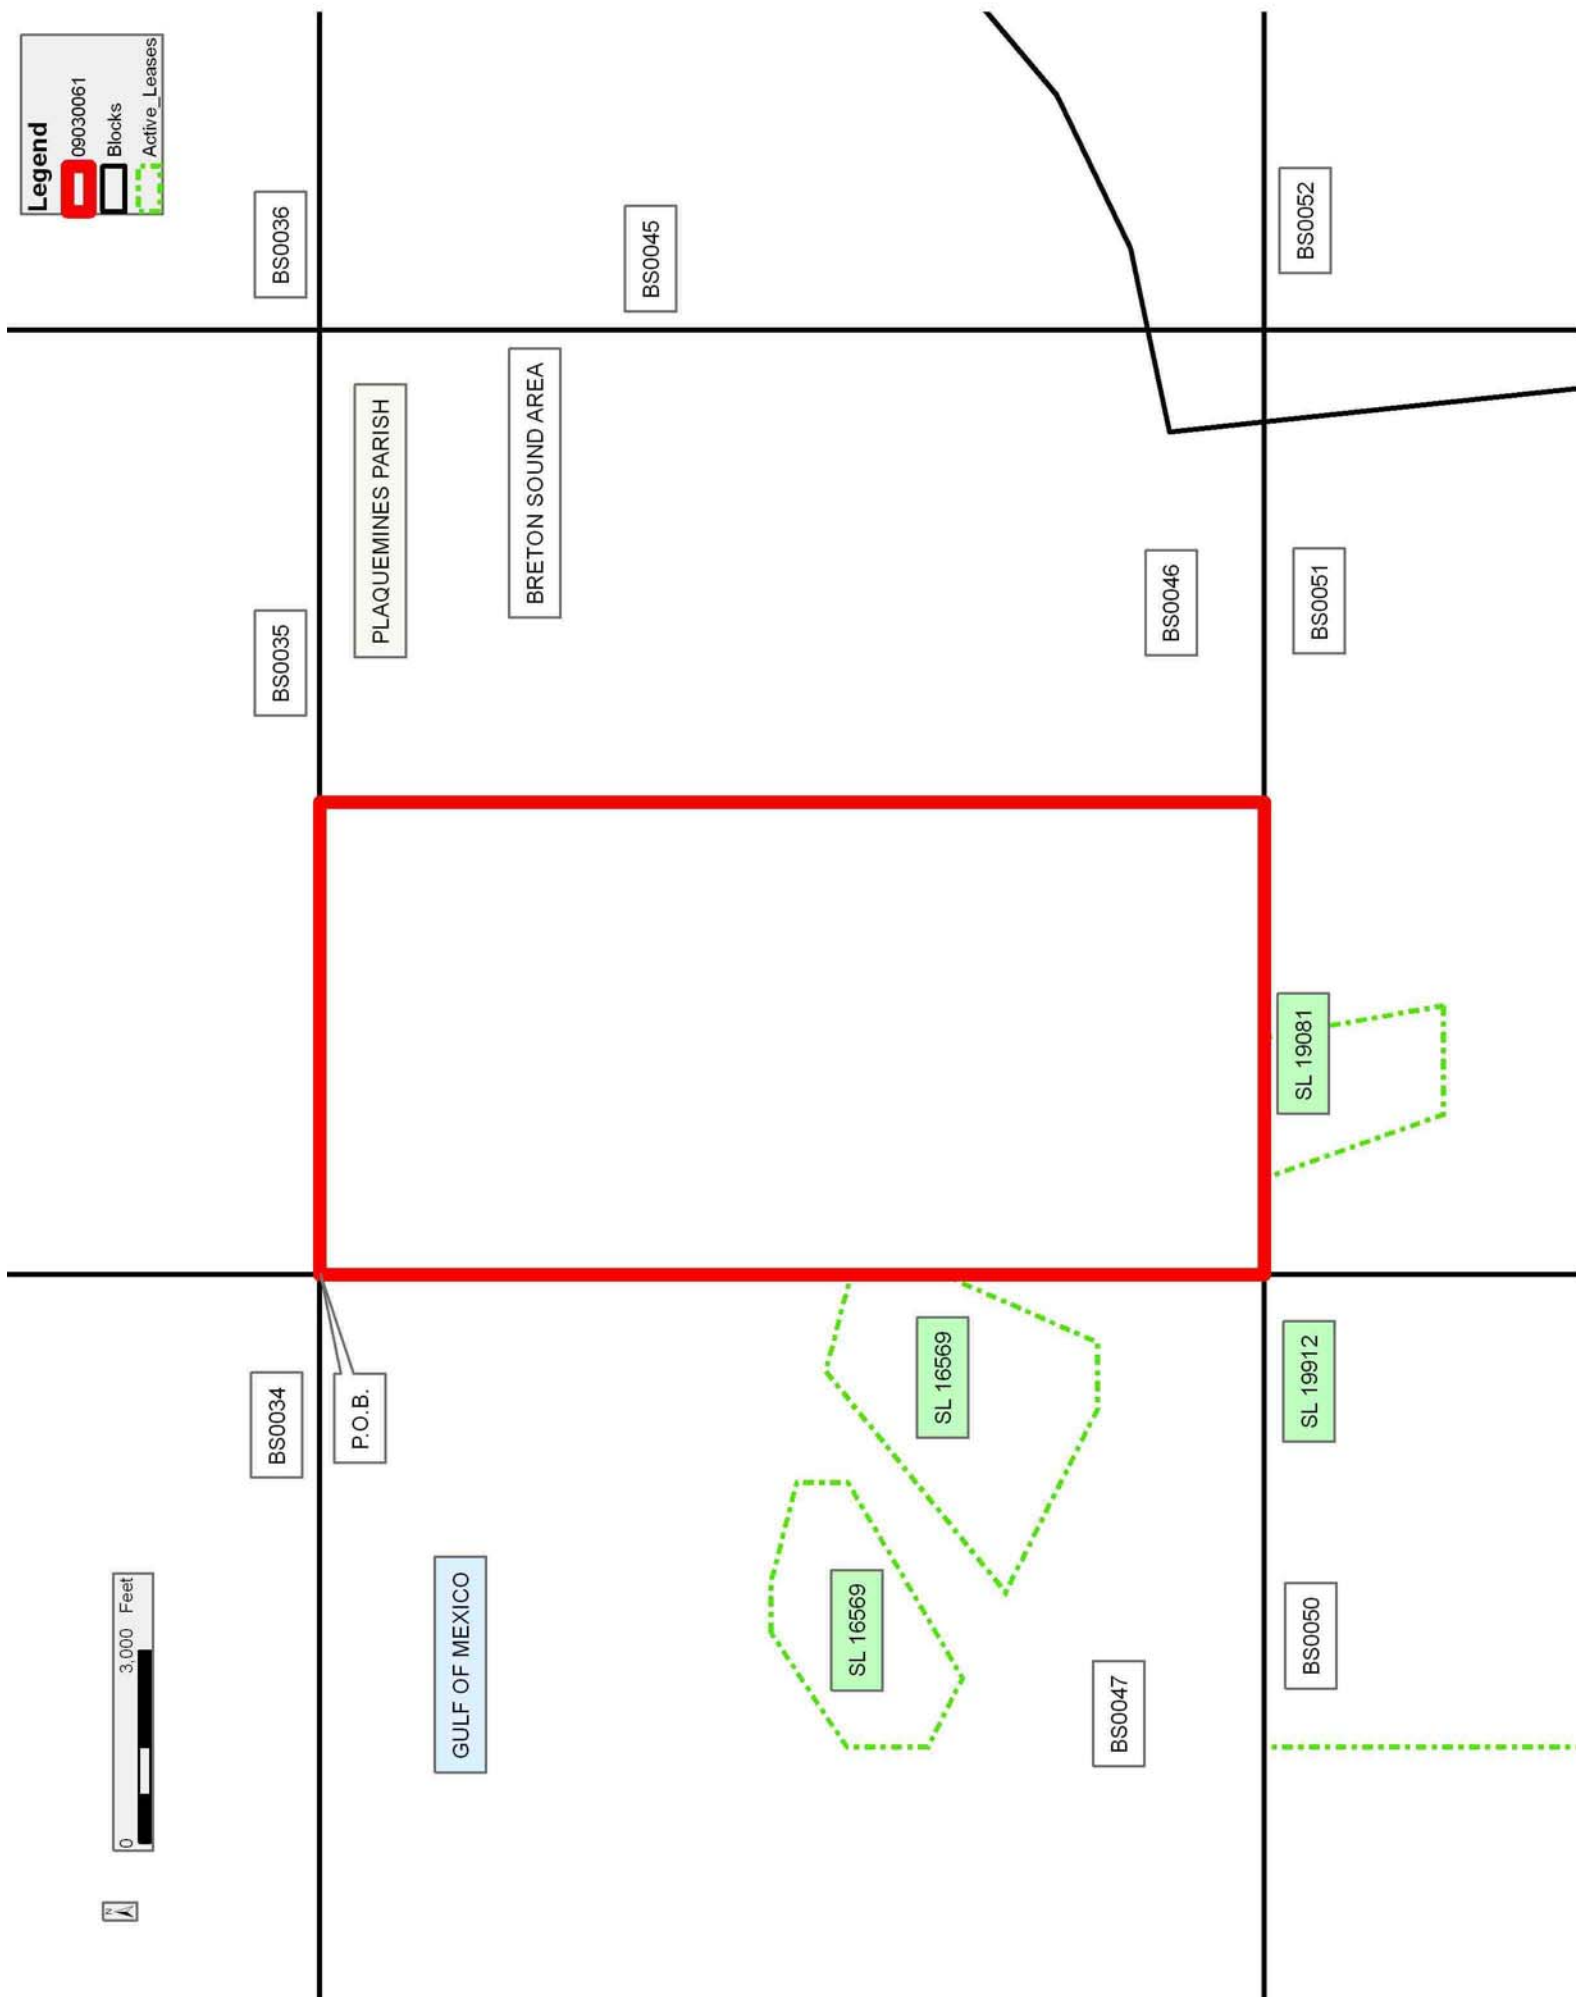 N
0 3,000 Feet
Legend
09030061
Blocks
Active_Leases
BS0034
BS0035
BS0036
P.O.B.
PLAQUEMINES PARISH
GULF OF MEXICO
BRETON SOUND AREA
BS0045
SL 16569
SL 16569
BS0047
BS0046
BS0050
SL 19912
SL 19081
BS0051
BS0052